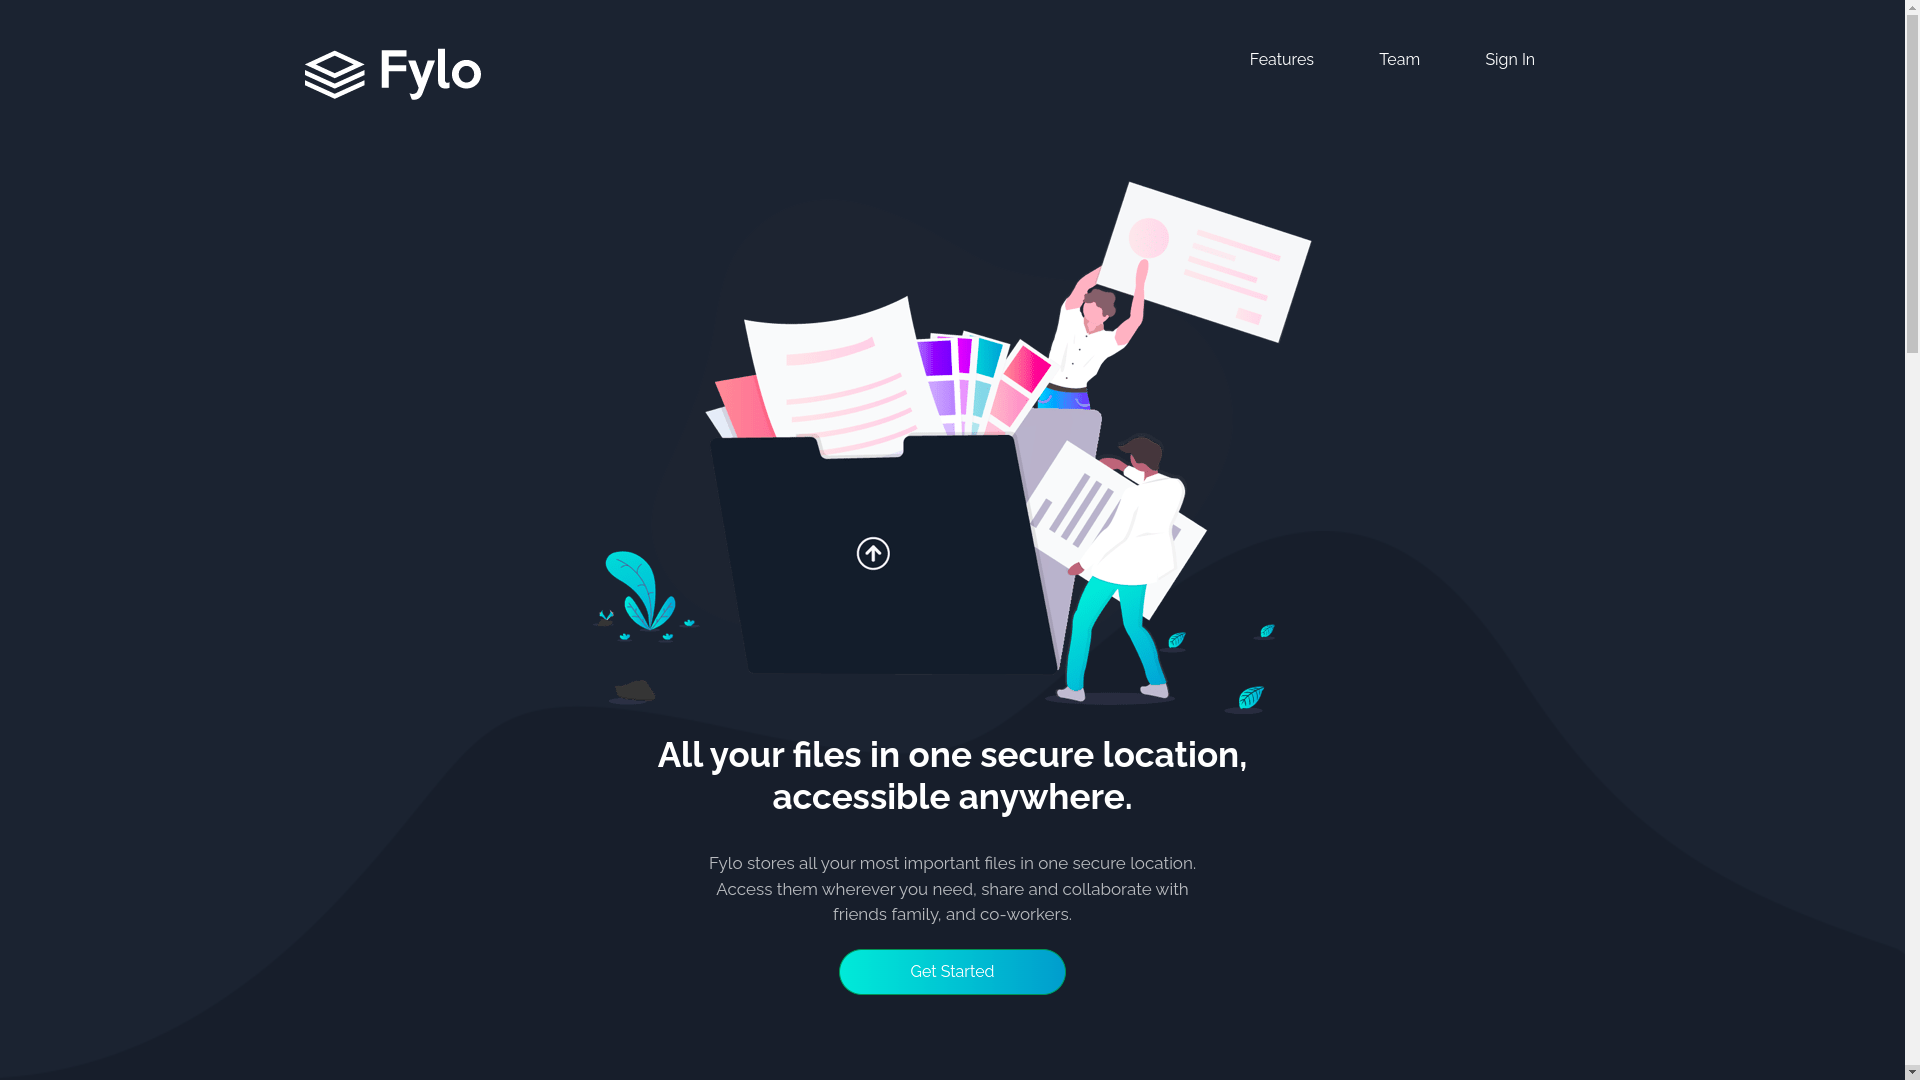 Fylo
Features
Team
Sign In
All your files in one secure location,
accessible anywhere.
Fylo stores all your most important files in one secure location.
Access them wherever you need, share and collaborate with
friends family, and co-workers.
Get Started